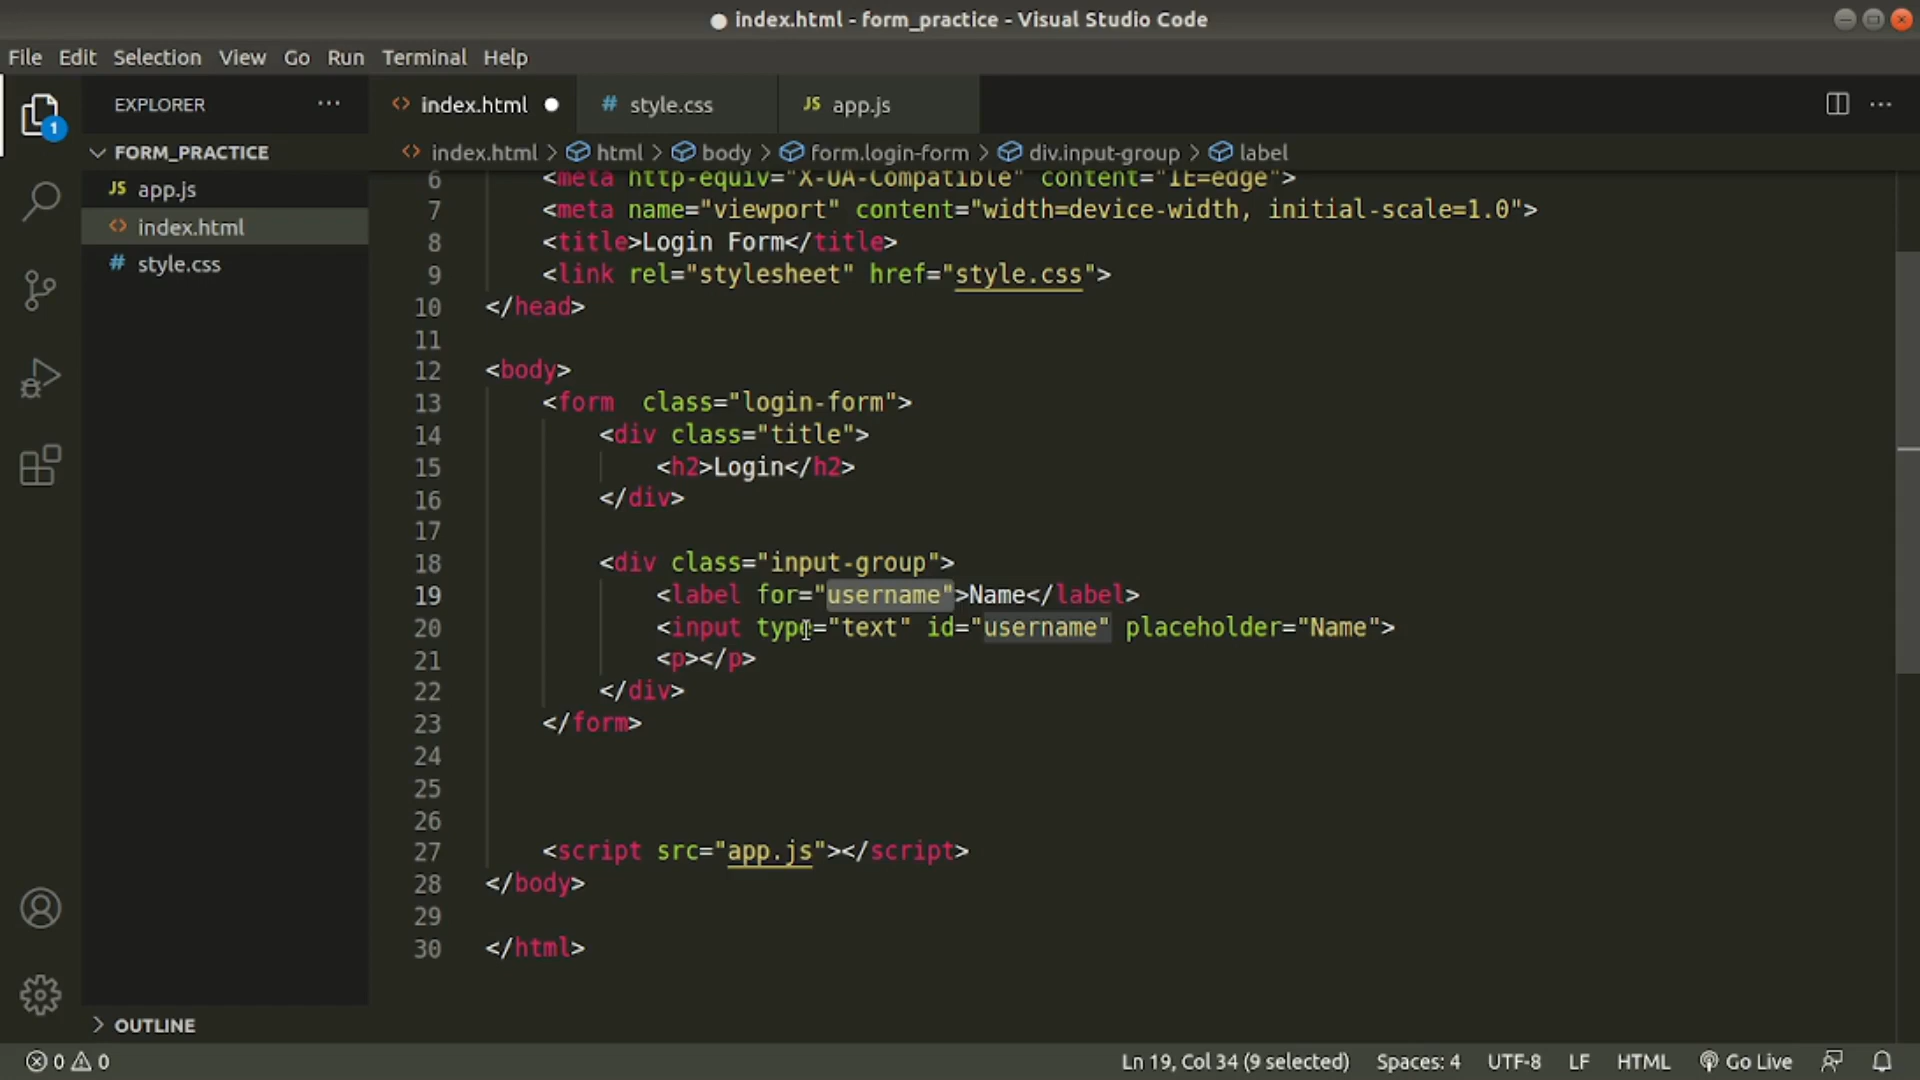 index.html - form_practice - Visual Studio Code
File Edit Selection View Go Run Terminal Help
EXPLORER ···
index.html
# style.css
JS app.js
1
FORM_PRACTICE
index.html > html > body > form.login-form > div.input-group > label
JS app.js
index.html
# style.css
6 <meta http-equiv="X-UA-Compatible" content="IE=edge">
7 <meta name="viewport" content="width=device-width, initial-scale=1.0">
8 <title>Login Form</title>
9 <link rel="stylesheet" href="style.css">
10 </head>
11
12 <body>
13 <form  class="login-form">
14 <div class="title">
15 <h2>Login</h2>
16 </div>
17
18 <div class="input-group">
19 <label for="username">Name</label>
20 <input type="text" id="username" placeholder="Name">
21 <p></p>
22 </div>
23 </form>
24
25
26
27 <script src="app.js"></script>
28 </body>
29
30 </html>
OUTLINE
0 0
Ln 19, Col 34 (9 selected) Spaces: 4 UTF-8 LF HTML Go Live